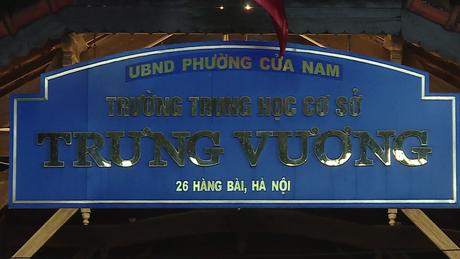 UBND PHƯỜNG CỬA NAM
TRƯỜNG TRUNG HỌC CƠ SỞ
TRƯNG VƯƠNG
26 HÀNG BÀI, HÀ NỘI